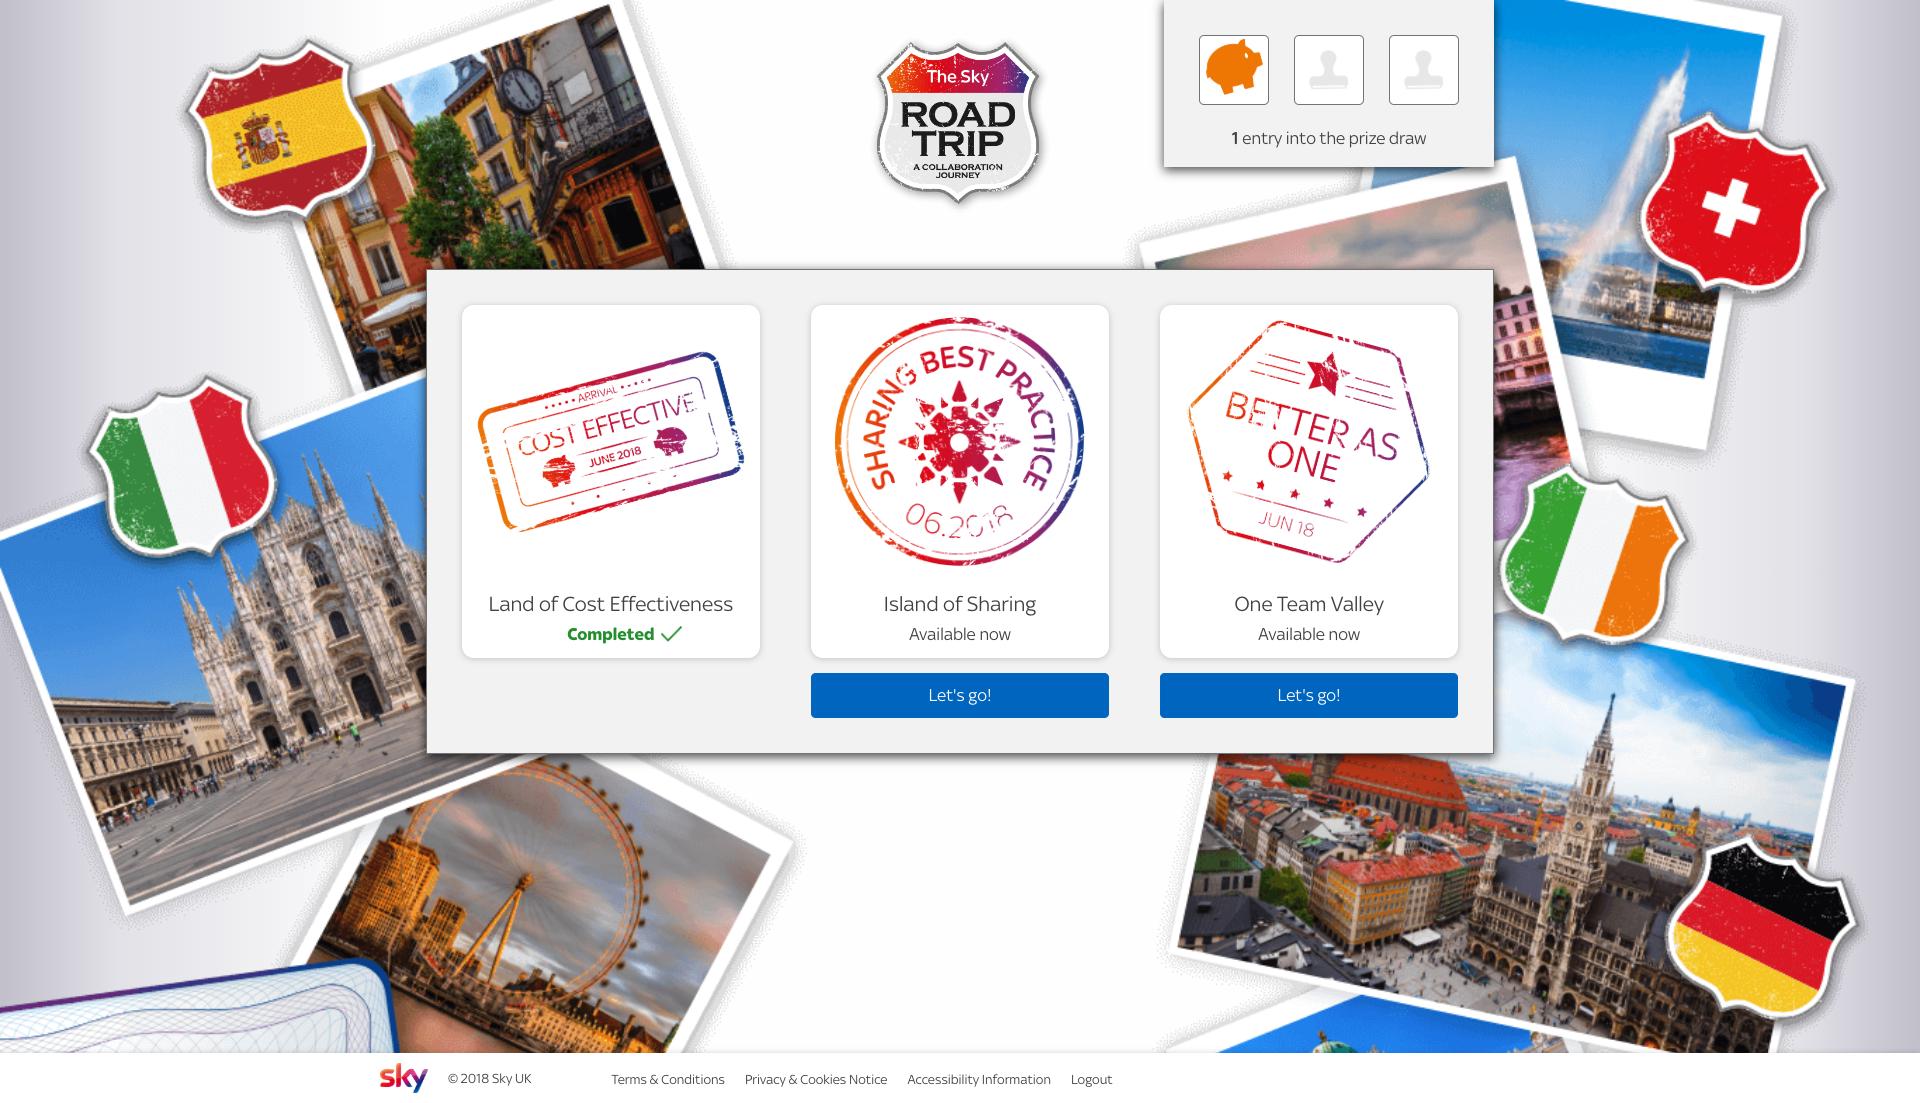 The Sky
ROAD
TRIP
A COLLABORATION
JOURNEY
1 entry into the prize draw
ARRIVAL
COST EFFECTIVE
JUNE 2018
SHARING BEST PRACTICE
06.2018
BETTER AS
ONE
JUN 18
Land of Cost Effectiveness
Completed
Island of Sharing
Available now
One Team Valley
Available now
Let's go!
Let's go!
sky
© 2018 Sky UK
Terms & Conditions
Privacy & Cookies Notice
Accessibility Information
Logout